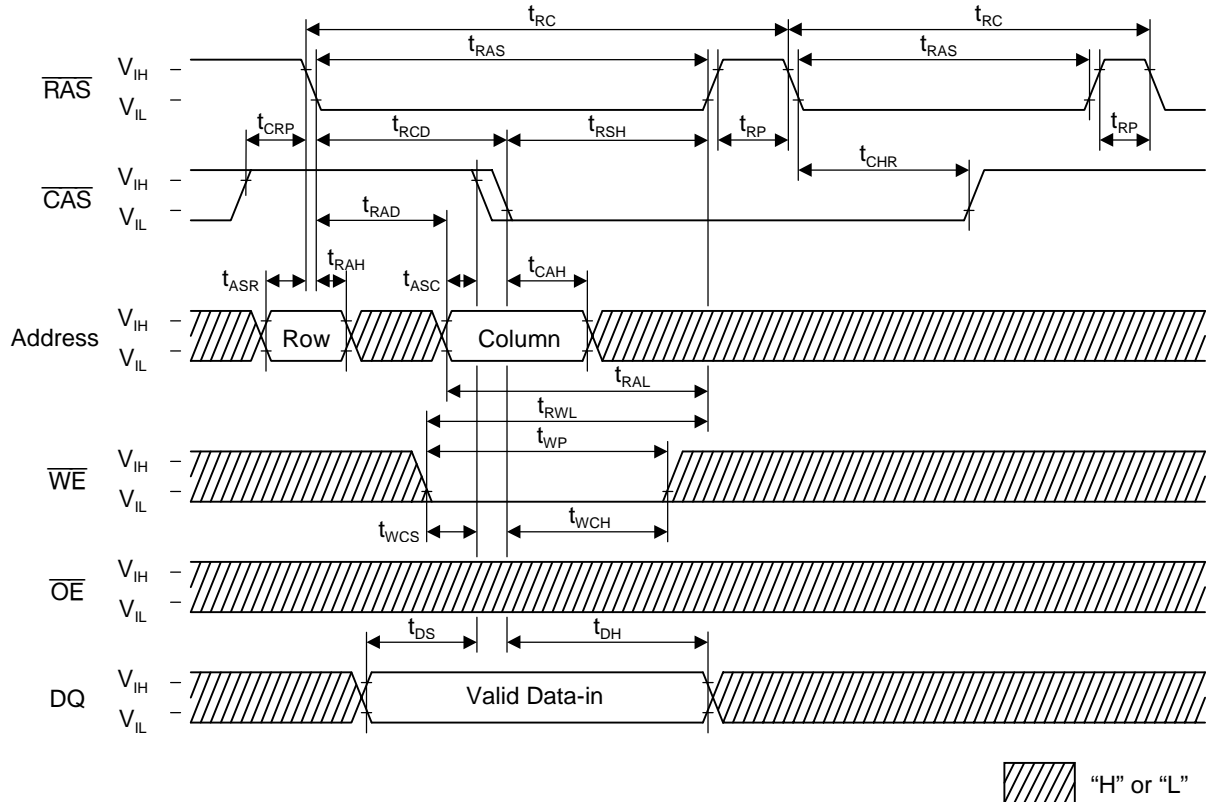 tRC tRC
tRAS tRAS
RAS VIH
VIL
tCRP tRCD tRSH tRP tRP
tCHR
CAS VIH
VIL
tRAD
tASR tRAH tASC tCAH
Address VIH
VIL
Row Column
tRAL
tRWL
tWP
WE VIH
VIL
tWCS tWCH
OE VIH
VIL
tDS tDH
DQ VIH
VIL
Valid Data-in
“H” or “L”